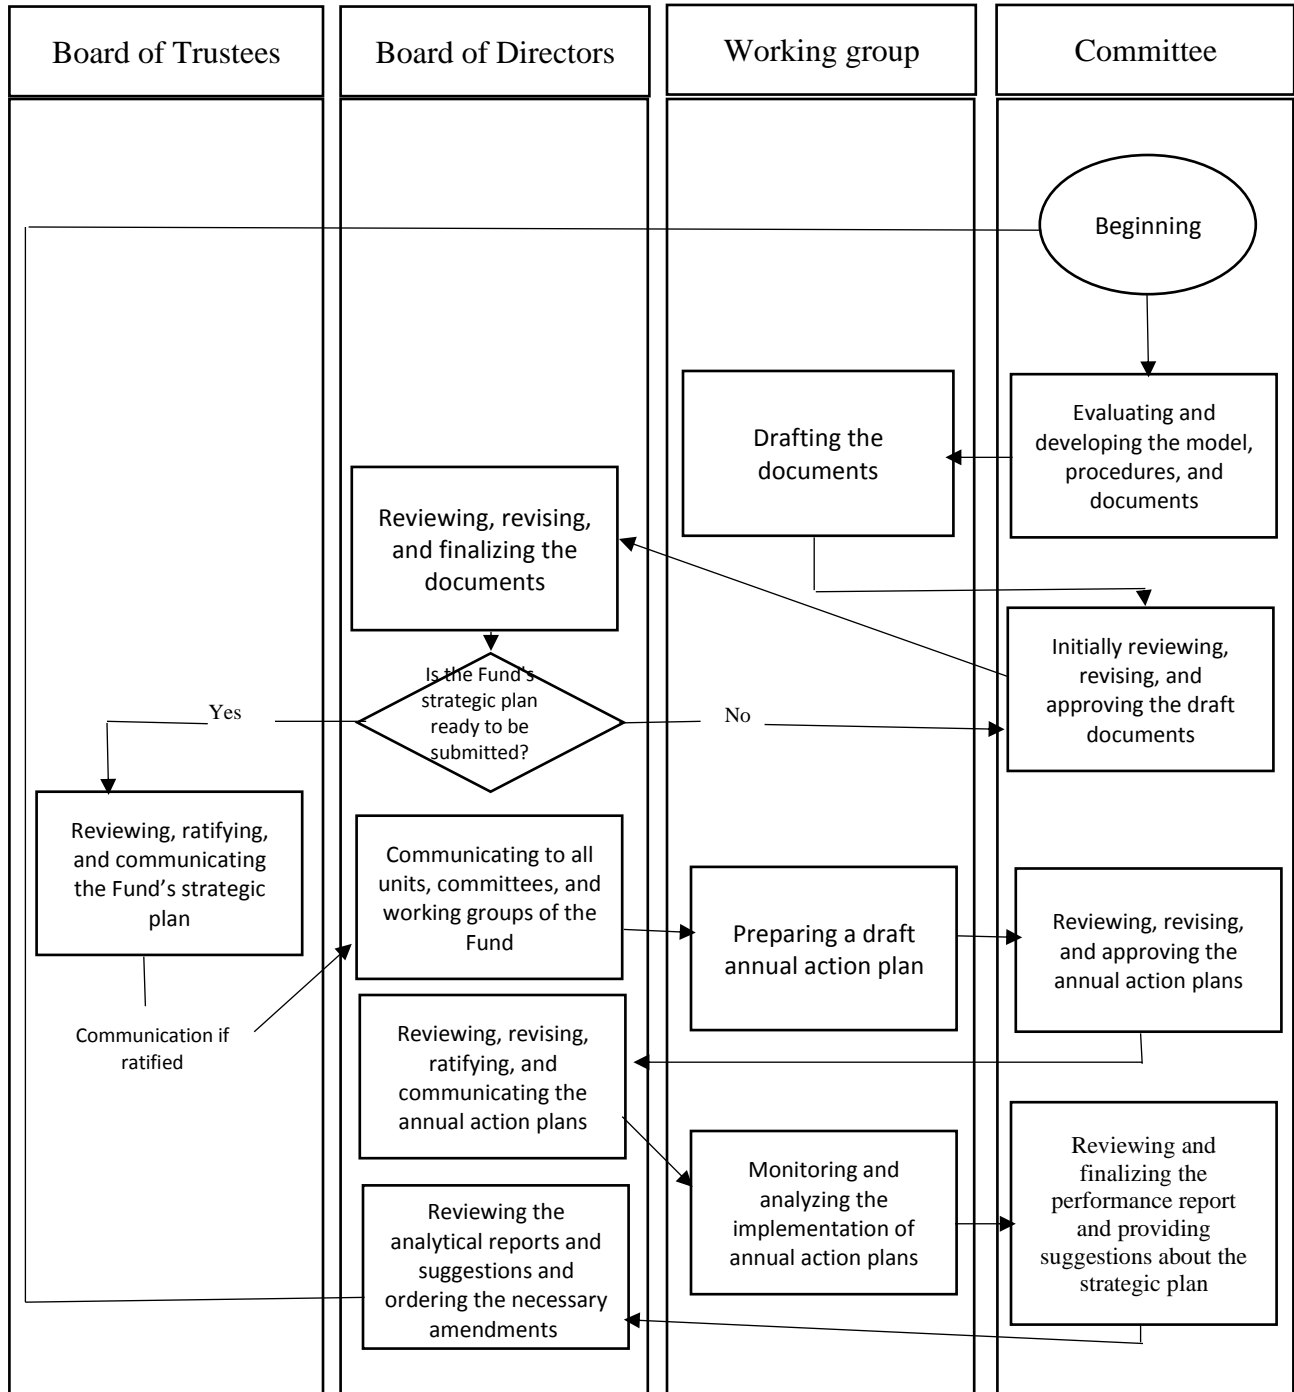 Board of Trustees
Board of Directors
Working group
Committee
Beginning
Evaluating and
developing the model,
procedures, and
documents
Drafting the
documents
Initially reviewing,
revising, and
approving the draft
documents
Reviewing, revising,
and finalizing the
documents
Is the Fund's
strategic plan
ready to be
submitted?
Yes
No
Reviewing, ratifying,
and communicating
the Fund's strategic
plan
Communication if
ratified
Communicating to all
units, committees, and
working groups of the
Fund
Preparing a draft
annual action plan
Reviewing, revising,
and approving the
annual action plans
Reviewing, revising,
ratifying, and
communicating the
annual action plans
Monitoring and
analyzing the
implementation of
annual action plans
Reviewing and
finalizing the
performance report
and providing
suggestions about the
strategic plan
Reviewing the
analytical reports and
suggestions and
ordering the necessary
amendments